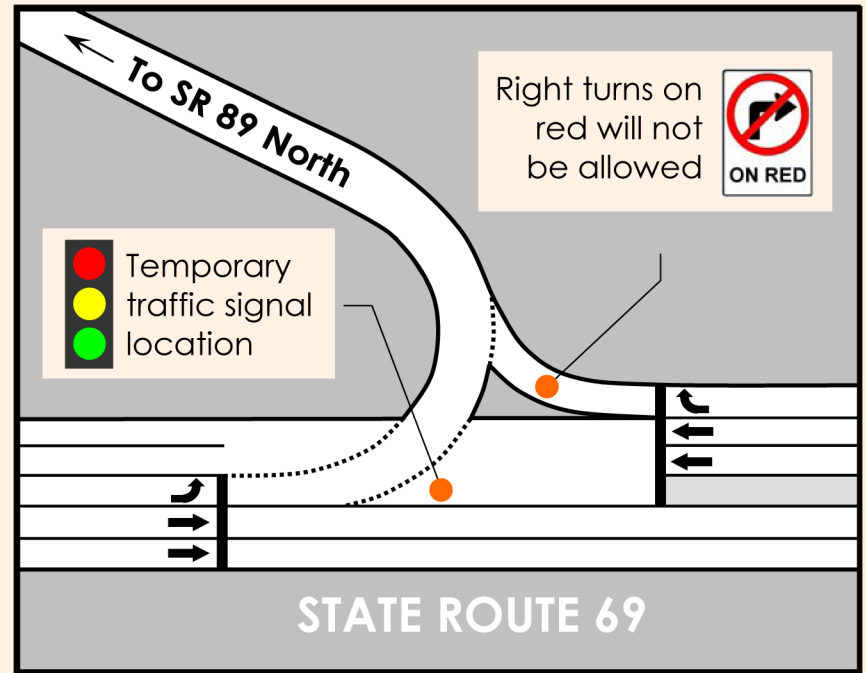 To SR 89 North
Right turns on
red will not
be allowed
ON RED
Temporary
traffic signal
location
STATE ROUTE 69